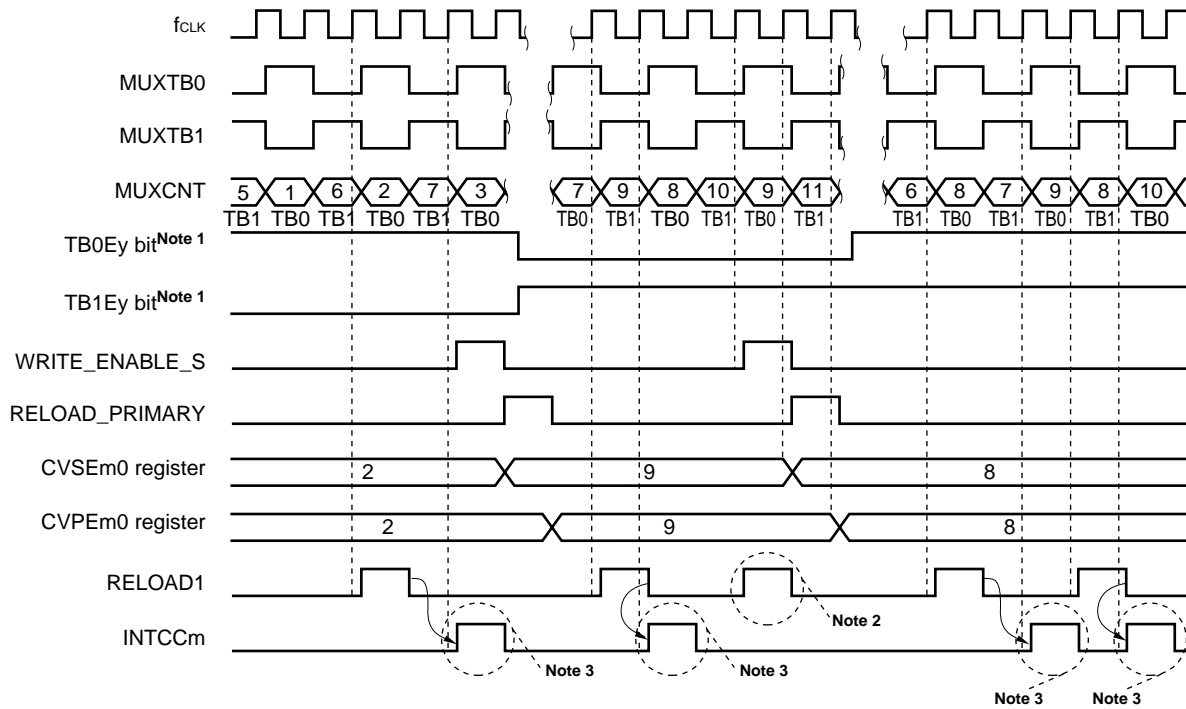 fCLK
MUXTB0
MUXTB1
MUXCNT 5 1 6 2 7 3 7 9 8 10 9 11 6 8 7 9 8 10
TB1 TB0 TB1 TB0 TB1 TB0 TB0 TB1 TB0 TB1 TB0 TB1 TB1 TB0 TB1 TB0 TB1 TB0
TB0Ey bitNote 1
TB1Ey bitNote 1
WRITE_ENABLE_S
RELOAD_PRIMARY
CVSEm0 register 2 9 8
CVPEm0 register 2 9 8
RELOAD1
Note 2
INTCCm
Note 3 Note 3
Note 3 Note 3